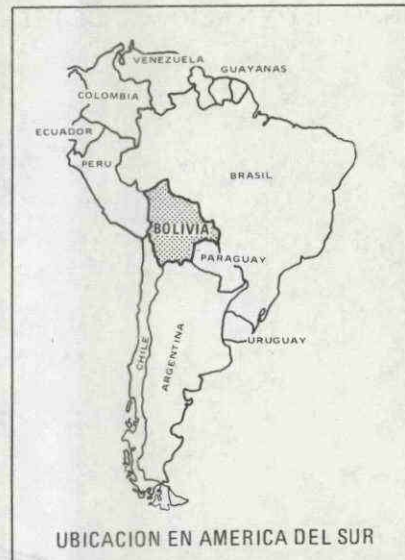 VENEZUELA
GUAYANAS
COLOMBIA
ECUADOR
PERU
BRASIL
BOLIVIA
PARAGUAY
CHILE
ARGENTINA
URUGUAY
UBICACION EN AMERICA DEL SUR